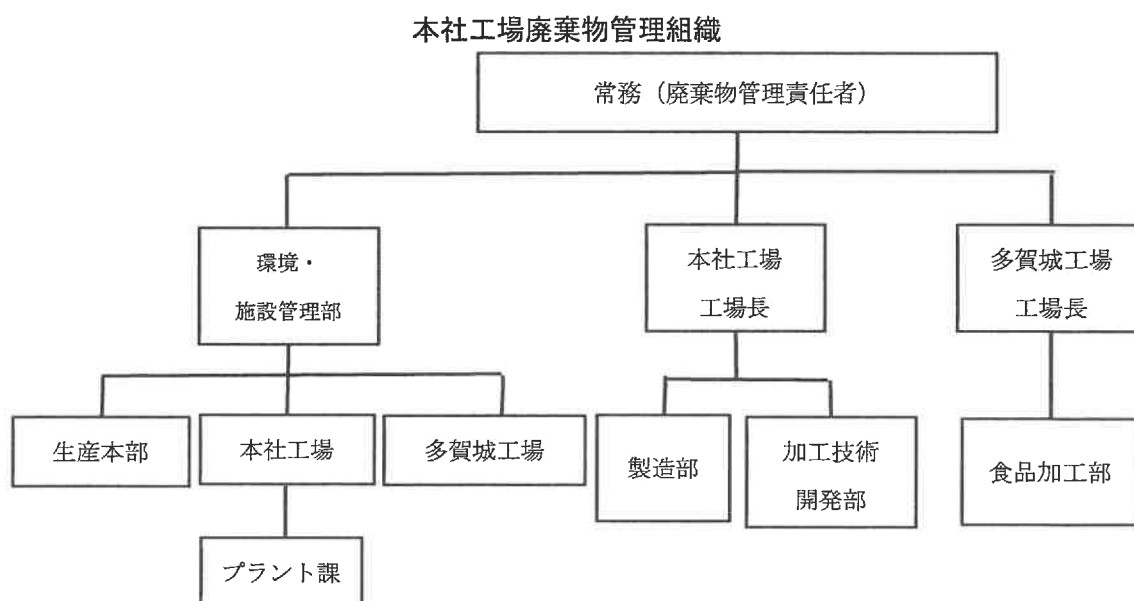 本社工場廃棄物管理組織
常務（廃棄物管理責任者）
環境・
施設管理部
本社工場
工場長
多賀城工場
工場長
生産本部
本社工場
多賀城工場
製造部
加工技術
開発部
食品加工部
プラント課